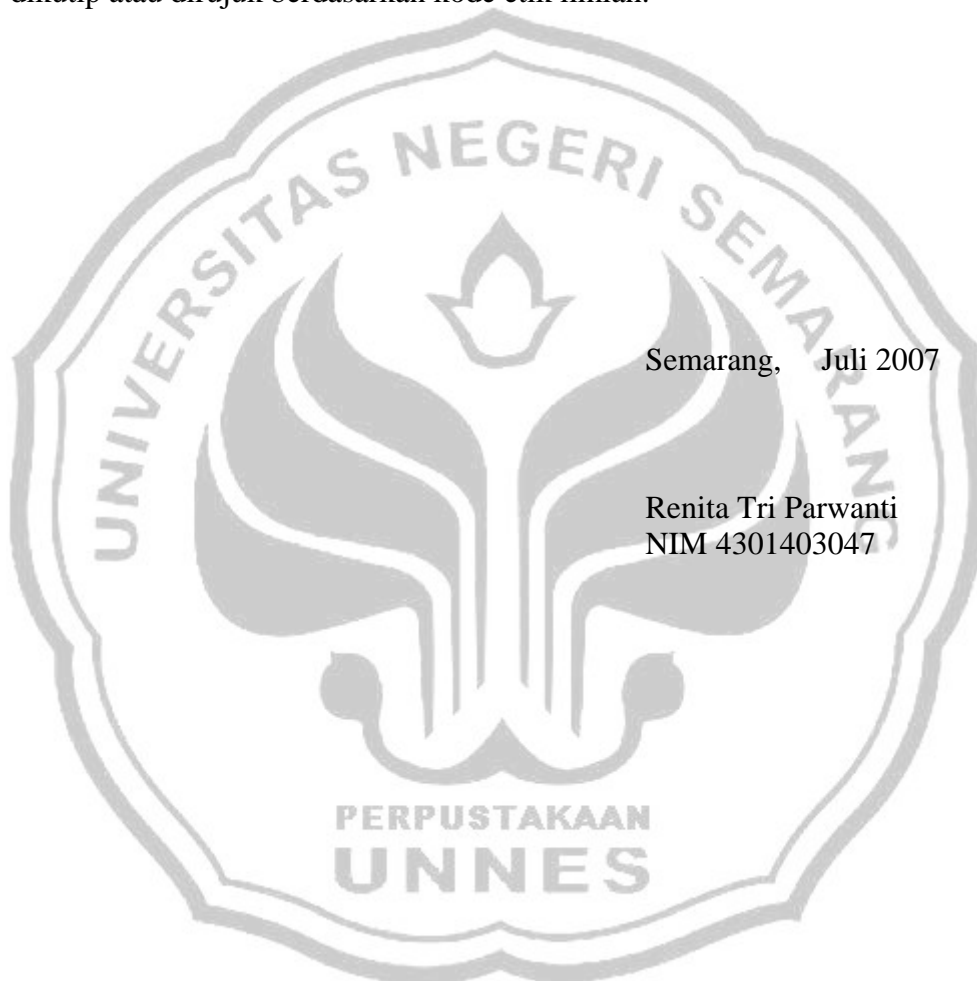 dikutip atau dirujuk berdasarkan kode etik ilmiah.
UNIVERSITAS NEGERI SEMARANG
Semarang, Juli 2007
Renita Tri Parwanti
NIM 4301403047
PERPUSTAKAAN
UNNES